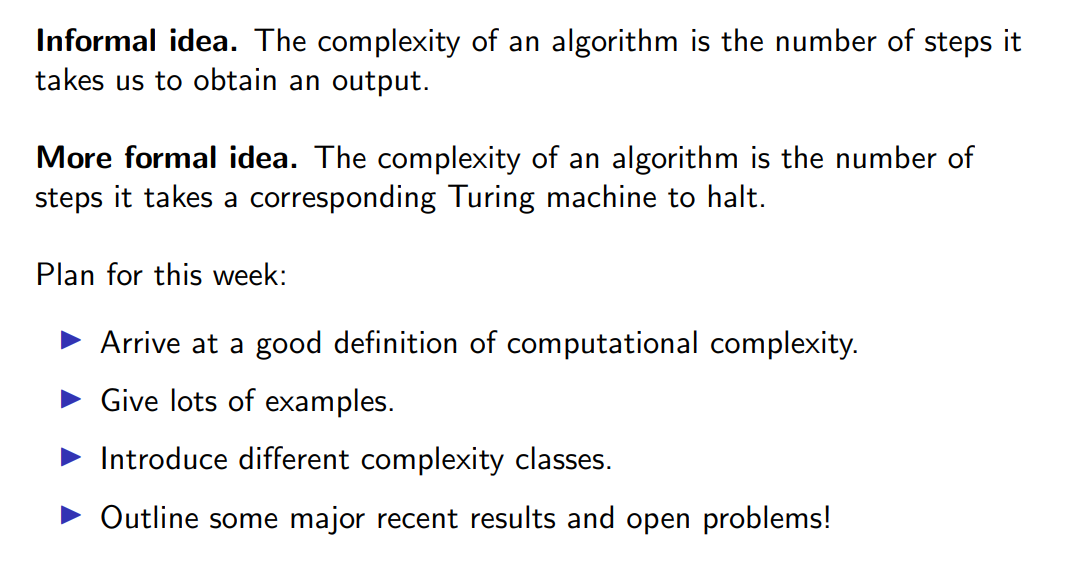 Informal idea. The complexity of an algorithm is the number of steps it
takes us to obtain an output.
More formal idea. The complexity of an algorithm is the number of
steps it takes a corresponding Turing machine to halt.
Plan for this week:
▶ Arrive at a good definition of computational complexity.
▶ Give lots of examples.
▶ Introduce different complexity classes.
▶ Outline some major recent results and open problems!